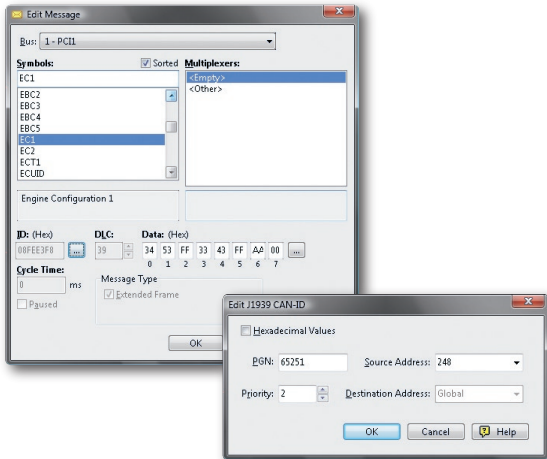 Edit Message
Bus: 1 - PCI1
Symbols: Sorted Multiplexers:
EC1
EBC2
EBC3
EBC4
EBC5
EC1
EC2
ECT1
ECUID
<Empty>
<Other>
Engine Configuration 1
ID: (Hex) DLC: Data: (Hex)
08FEE3F8 ... 39 34 53 FF 33 43 FF AA 00 ...
0 1 2 3 4 5 6 7
Cycle Time:
0 ms
Paused
Message Type
Extended Frame
OK
Edit J1939 CAN-ID
Hexadecimal Values
PGN: 65251 Source Address: 248
Priority: 2 Destination Address: Global
OK Cancel Help